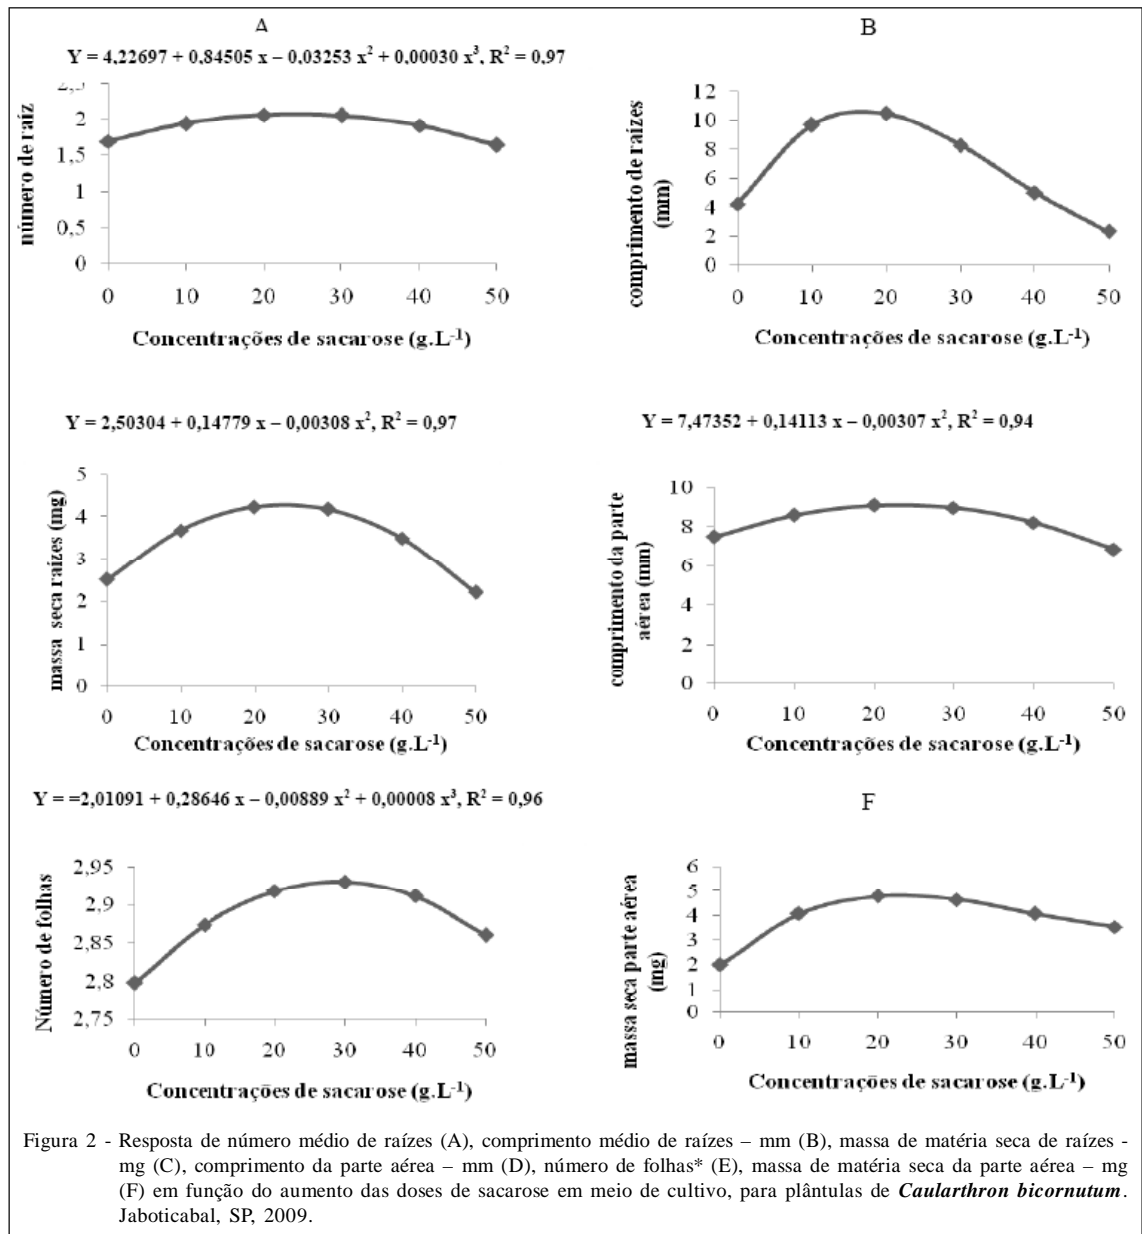 A
Y = 4,22697 + 0,84505 x – 0,03253 x² + 0,00030 x³, R² = 0,97
número de raíz
2,5
2
1,5
1
0,5
0
0 10 20 30 40 50
Concentrações de sacarose (g.L⁻¹)
B
comprimento de raízes (mm)
12
10
8
6
4
2
0
0 10 20 30 40 50
Concentrações de sacarose (g.L⁻¹)
Y = 2,50304 + 0,14779 x – 0,00308 x², R² = 0,97
massa seca raízes (mg)
5
4
3
2
1
0
0 10 20 30 40 50
Concentrações de sacarose (g.L⁻¹)
Y = 7,47352 + 0,14113 x – 0,00307 x², R² = 0,94
comprimento da parte aérea (mm)
10
8
6
4
2
0
0 10 20 30 40 50
Concentrações de sacarose (g.L⁻¹)
Y = =2,01091 + 0,28646 x – 0,00889 x² + 0,00008 x³, R² = 0,96
Número de folhas
2,95
2,9
2,85
2,8
2,75
0 10 20 30 40 50
Concentrações de sacarose (g.L⁻¹)
F
massa seca parte aérea (mg)
6
5
4
3
2
1
0
0 10 20 30 40 50
Concentrações de sacarose (g.L⁻¹)
Figura 2 - Resposta de número médio de raízes (A), comprimento médio de raízes – mm (B), massa de matéria seca de raízes -
mg (C), comprimento da parte aérea – mm (D), número de folhas* (E), massa de matéria seca da parte aérea – mg
(F) em função do aumento das doses de sacarose em meio de cultivo, para plântulas de Caularthron bicornutum.
Jaboticabal, SP, 2009.